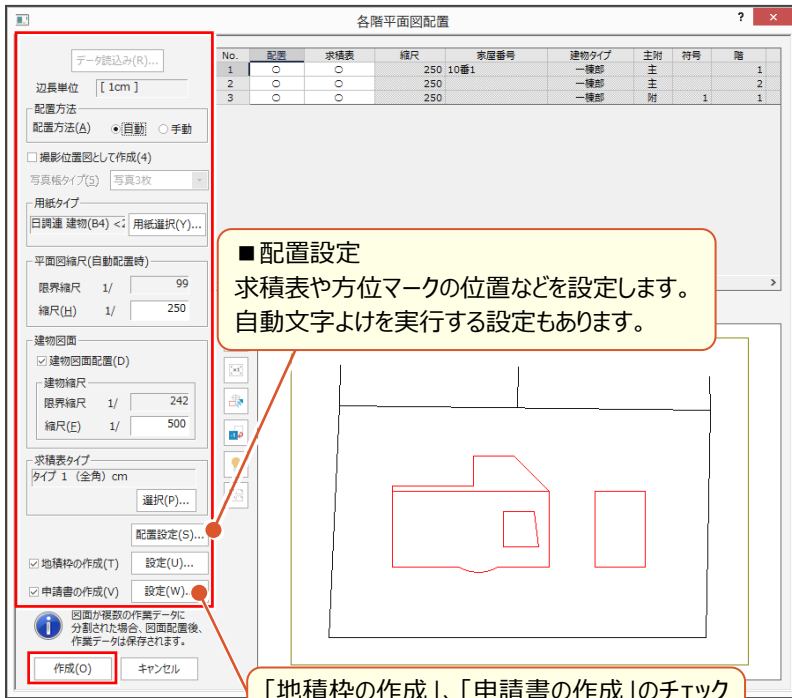 各階平面図配置
?
×
データ読込み(R)...
辺長単位 [ 1cm ]
配置方法
配置方法(A) 自動 手動
撮影位置図として作成(4)
写真帳タイプ(5) 写真3枚
用紙タイプ
日調連 建物(B4) <2 用紙選択(Y)...
平面図縮尺(自動配置時)
限界縮尺 1/ 99
縮尺(H) 1/ 250
建物図面
建物図面配置(D)
建物縮尺
限界縮尺 1/ 242
縮尺(F) 1/ 500
求積表タイプ
タイプ 1 (全角) cm
選択(P)...
配置設定(S)...
地積枠の作成(T) 設定(U)...
申請書の作成(V) 設定(W)...
図面が複数の作業データに
分割された場合、図面配置後、
作業データは保存されます。
作成(O) キャンセル
No. 配置 求積表 縮尺 家屋番号 建物タイプ 主附 符号 階
1 ○ ○ 250 10番1 一棟部 主 1
2 ○ ○ 250 一棟部 主 2
3 ○ ○ 250 一棟部 附 1 1
■配置設定
求積表や方位マークの位置などを設定します。
自動文字よけを実行する設定もあります。
「地積枠の作成」、「申請書の作成」のチェック